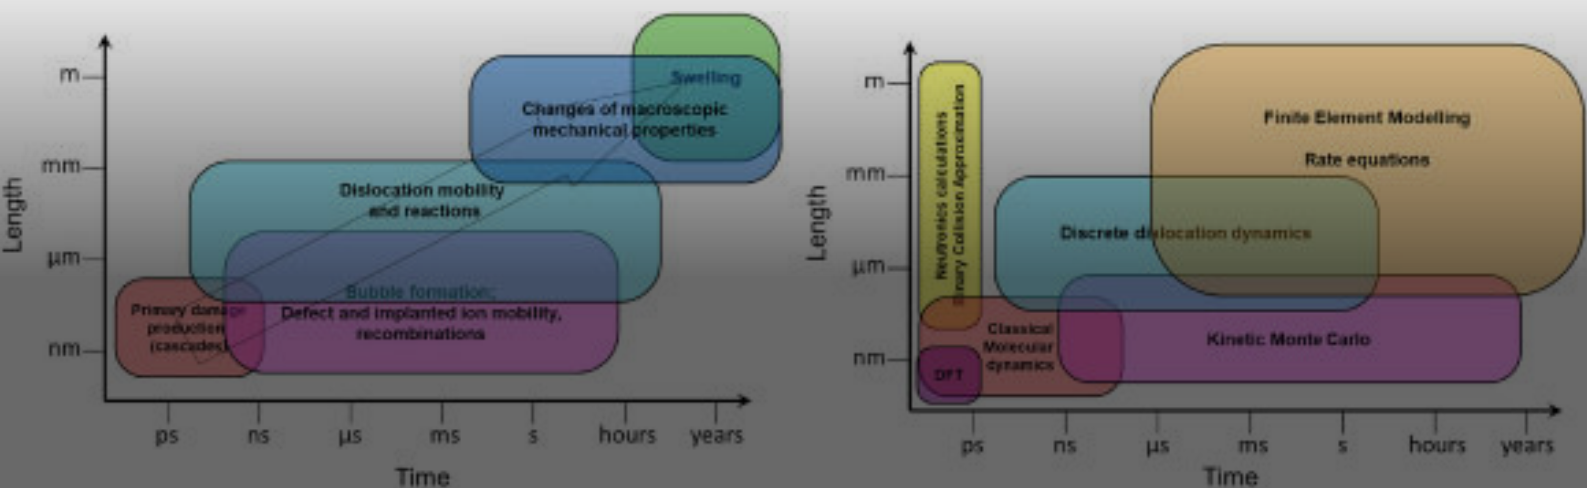 m
mm
µm
nm
Length
Swelling
Changes of macroscopic
mechanical properties
Dislocation mobility
and reactions
Bubble formation;
Defect and implanted ion mobility,
recombinations
Primary damage
production
(cascades)
ps
ns
µs
ms
s
hours
years
Time
m
mm
µm
nm
Length
Neutronics calculations
Binary Collision Approximation
Finite Element Modelling
Rate equations
Discrete dislocation dynamics
Classical
Molecular
dynamics
DFT
Kinetic Monte Carlo
ps
ns
µs
ms
s
hours
years
Time